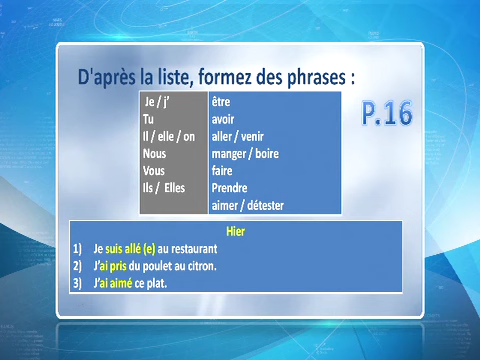 D'après la liste, formez des phrases :
P.16
Je / j' être
Tu avoir
Il / elle / on aller / venir
Nous manger / boire
Vous faire
Ils / Elles Prendre
aimer / détester
Hier
1) Je suis allé (e) au restaurant
2) J'ai pris du poulet au citron.
3) J'ai aimé ce plat.